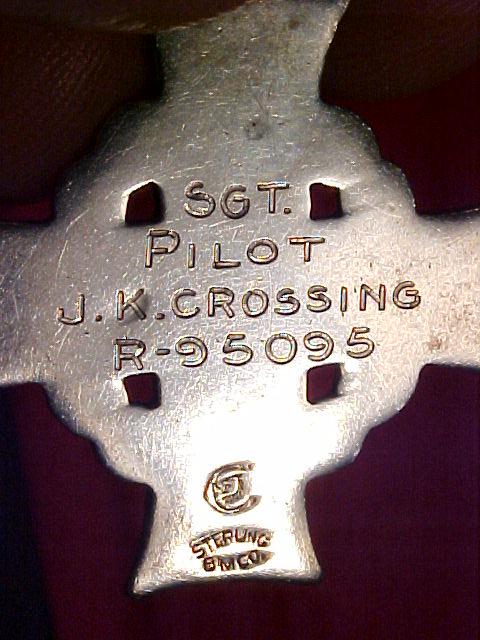 SGT.
PILOT
J.K.CROSSING
R-95095
STERLING
BMCO.